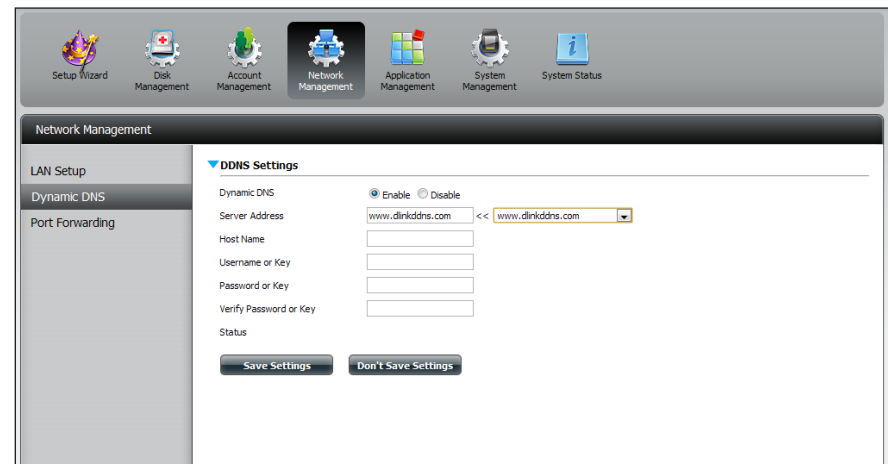 Setup Wizard
Disk Management
Account Management
Network Management
Application Management
System Management
System Status
Network Management
LAN Setup
Dynamic DNS
Port Forwarding
DDNS Settings
Dynamic DNS Enable Disable
Server Address www.dlinkddns.com << www.dlinkddns.com
Host Name
Username or Key
Password or Key
Verify Password or Key
Status
Save Settings Don't Save Settings